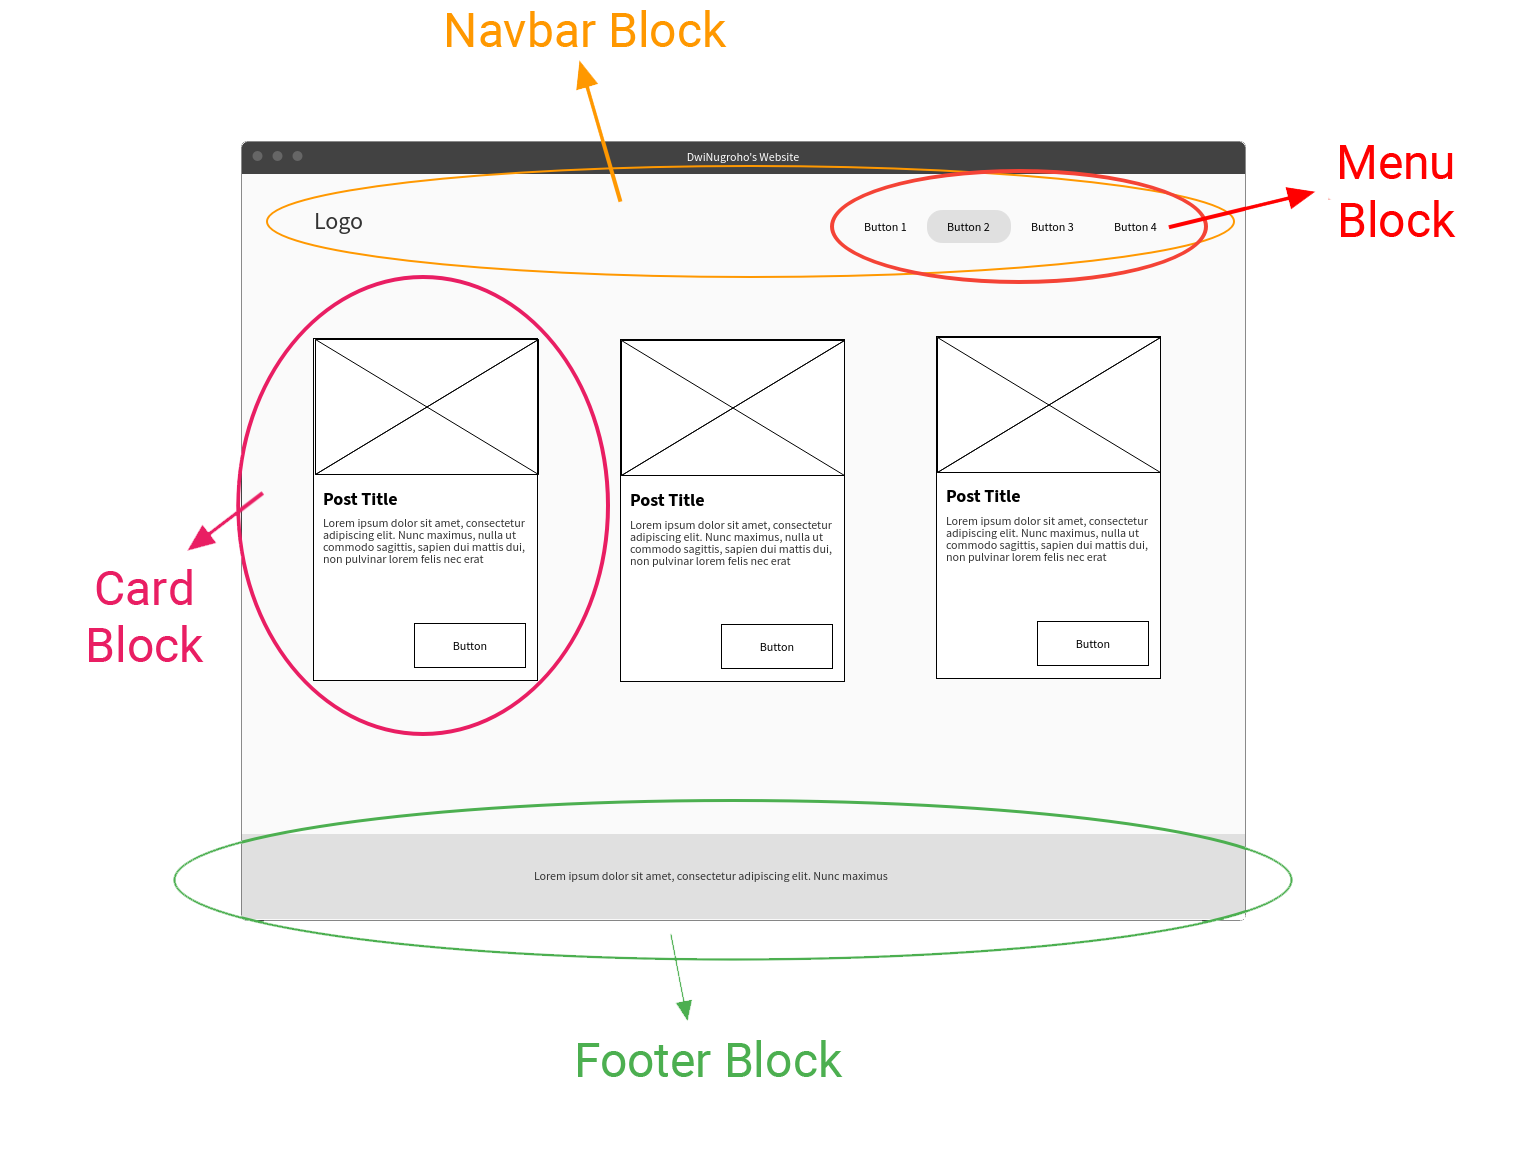 Navbar Block
DwiNugroho's Website
Menu
Block
Logo
Button 1
Button 2
Button 3
Button 4
Post Title
Lorem ipsum dolor sit amet, consectetur
adipiscing elit. Nunc maximus, nulla ut
commodo sagittis, sapien dui mattis dui,
non pulvinar lorem felis nec erat
Button
Post Title
Lorem ipsum dolor sit amet, consectetur
adipiscing elit. Nunc maximus, nulla ut
commodo sagittis, sapien dui mattis dui,
non pulvinar lorem felis nec erat
Button
Post Title
Lorem ipsum dolor sit amet, consectetur
adipiscing elit. Nunc maximus, nulla ut
commodo sagittis, sapien dui mattis dui,
non pulvinar lorem felis nec erat
Button
Card
Block
Lorem ipsum dolor sit amet, consectetur adipiscing elit. Nunc maximus
Footer Block